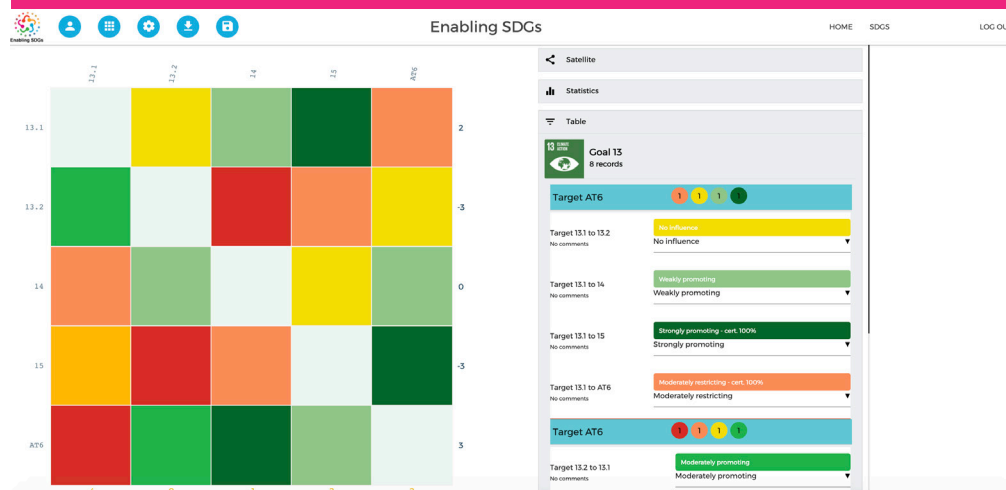 Enabling SDGs
Enabling SDGs
HOME
SDGS
LOG OU
13.1
13.2
14
15
AT6
13.1
2
13.2
-3
14
0
15
-3
AT6
3
Satellite
Statistics
Table
13 CLIMATE ACTION
Goal 13
8 records
Target AT6
1 1 1 1
Target 13.1 to 13.2
No comments
No influence
No influence
Target 13.1 to 14
No comments
Weakly promoting
Weakly promoting
Target 13.1 to 15
No comments
Strongly promoting - cert. 100%
Strongly promoting
Target 13.1 to AT6
No comments
Moderately restricting - cert. 100%
Moderately restricting
Target AT6
1 1 1 1
Target 13.2 to 13.1
No comments
Moderately promoting
Moderately promoting